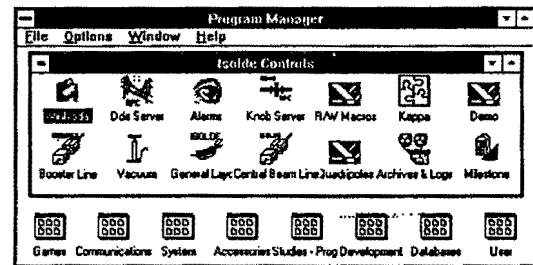 Program Manager
File Options Window Help
Isolde Controls
Dde Server Alarms Knob Server R/W Macros Kappa Demo
Booster Line Vacuum General Layo Central Beam Line Quadripoles Archives & Logs Milestone
Games Communications System Accessories Studies - Prog Development Databases User